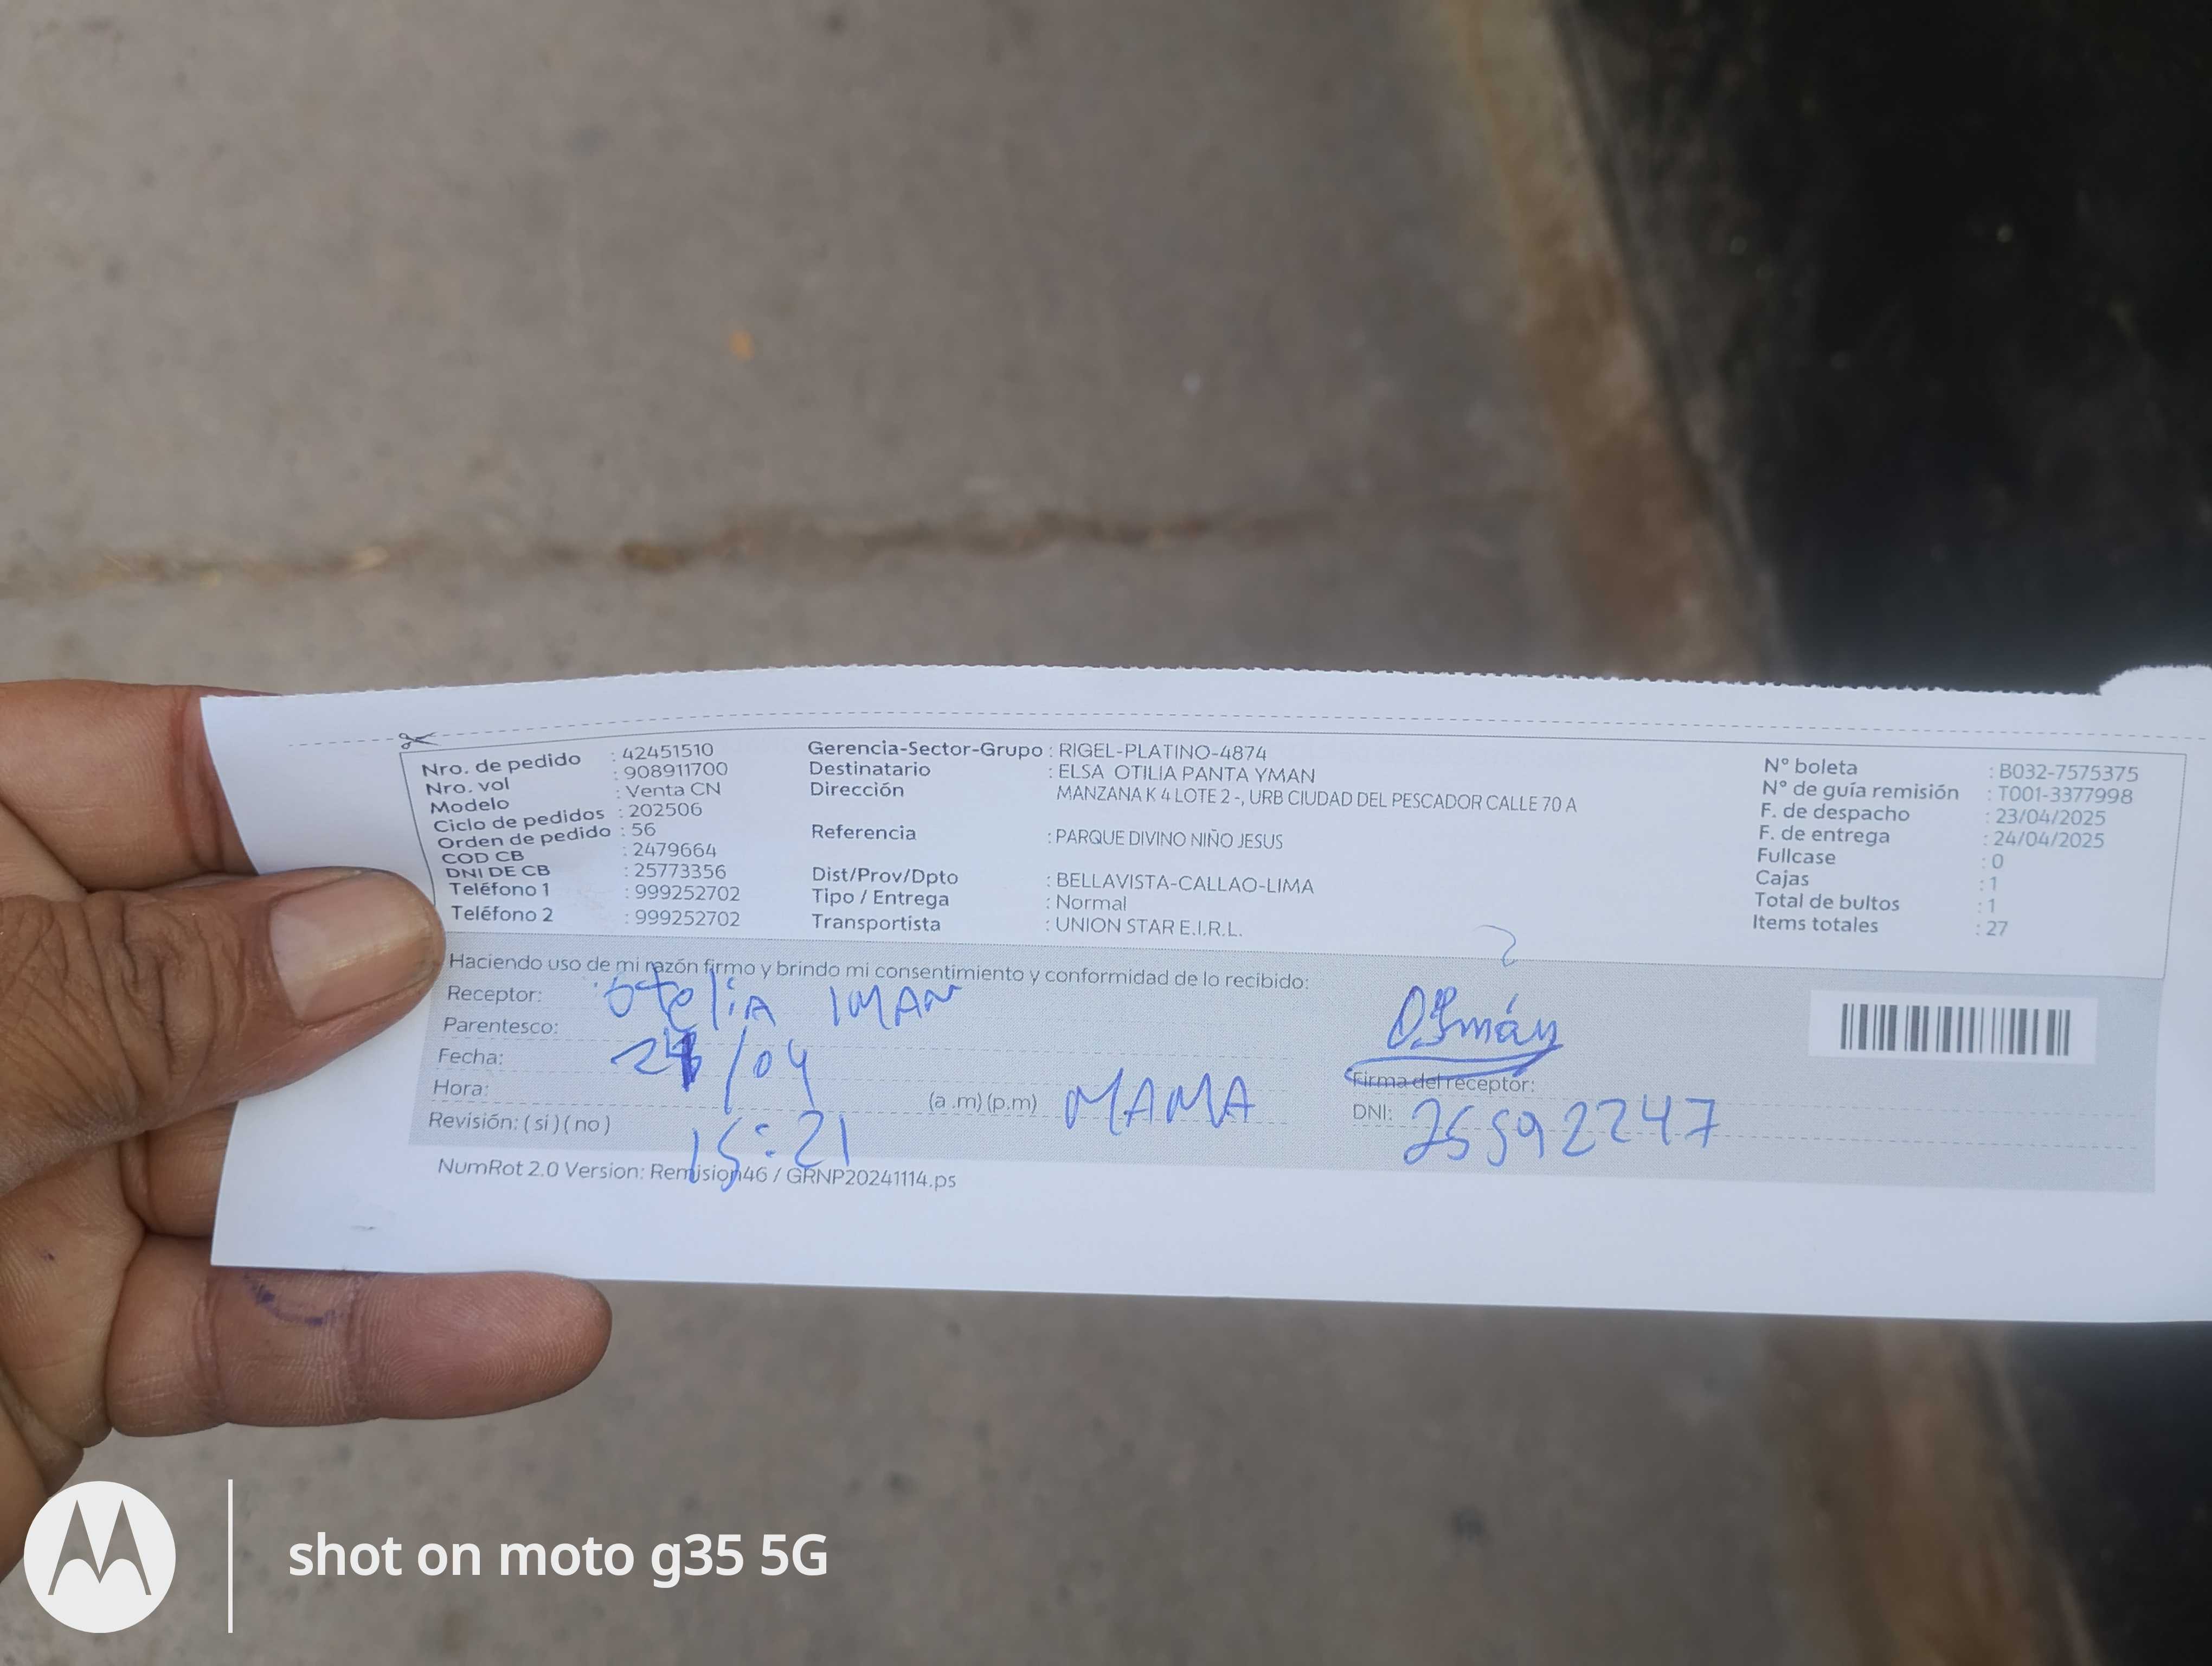 Nro. de pedido : 42451510
Nro. vol : 908911700
Modelo : Venta CN
Ciclo de pedidos : 202506
Orden de pedido : 56
COD CB : 2479664
DNI DE CB : 25773356
Teléfono 1 : 999252702
Teléfono 2 : 999252702
Gerencia-Sector-Grupo : RIGEL-PLATINO-4874
Destinatario : ELSA OTILIA PANTA YMAN
Dirección MANZANA K 4 LOTE 2 -, URB CIUDAD DEL PESCADOR CALLE 70 A
Referencia : PARQUE DIVINO NIÑO JESUS
Dist/Prov/Dpto : BELLAVISTA-CALLAO-LIMA
Tipo / Entrega : Normal
Transportista : UNION STAR E.I.R.L.
N° boleta : B032-7575375
N° de guía remisión : T001-3377998
F. de despacho : 23/04/2025
F. de entrega : 24/04/2025
Fullcase : 0
Cajas : 1
Total de bultos : 1
Items totales : 27
Haciendo uso de mi razón firmo y brindo mi consentimiento y conformidad de lo recibido:
Receptor: Otelia IMAN
Parentesco:
Fecha: 24/04
Hora: (a .m) (p.m) MAMA
Revisión: ( si ) ( no ) 15:21
O. Imán
Firma del receptor:
DNI: 25592247
NumRot 2.0 Version: Remision46 / GRNP20241114.ps
shot on moto g35 5G